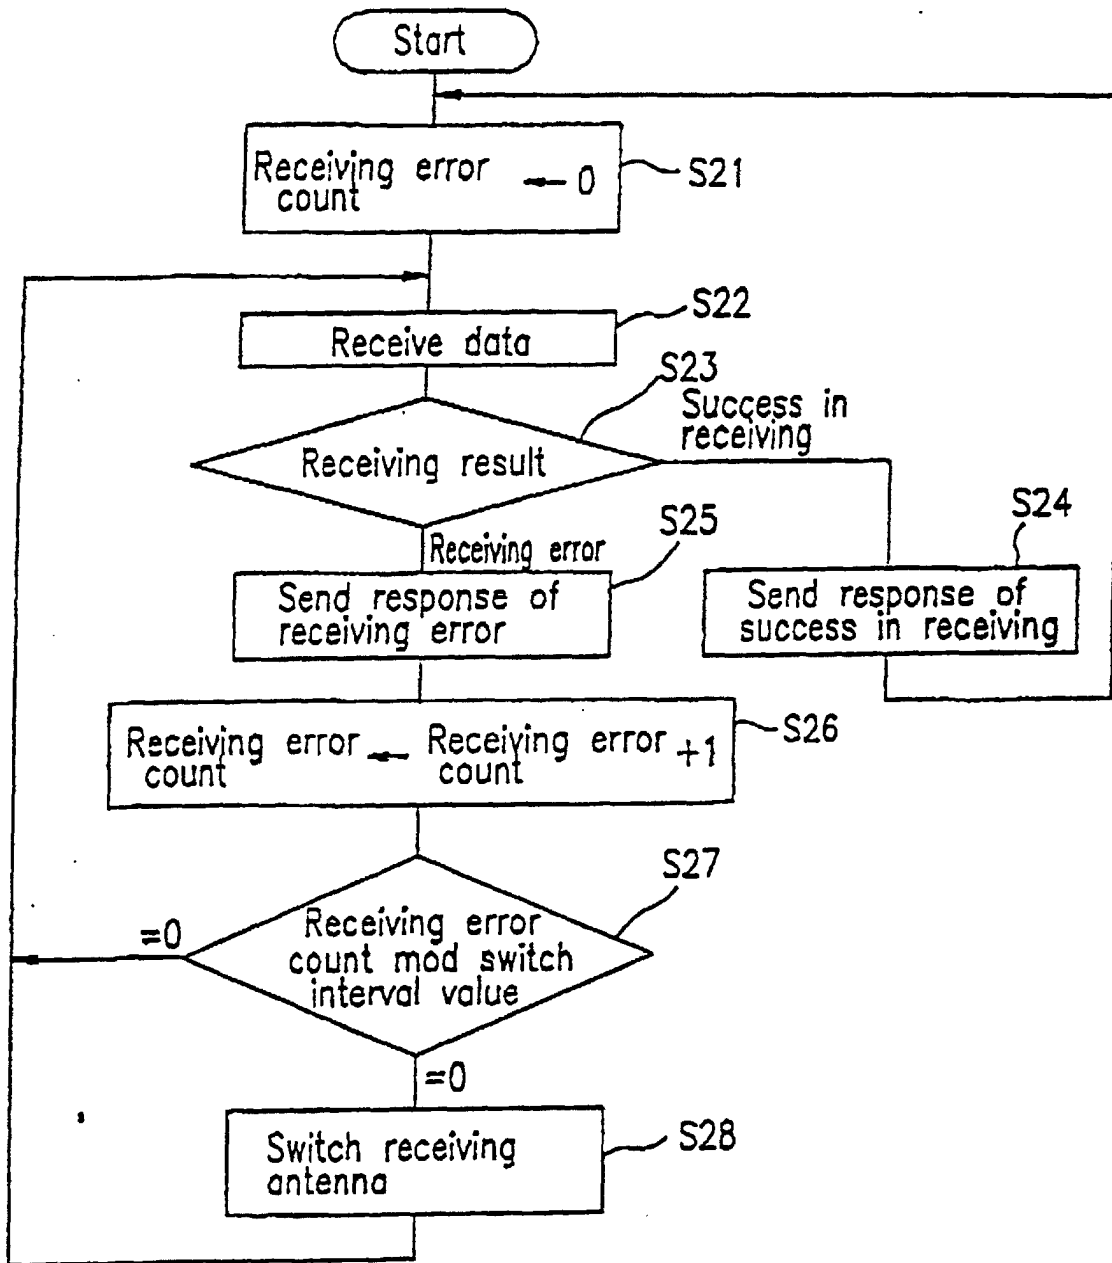 Start
Receiving error
count
← 0
S21
Receive data
S22
S23
Success in
receiving
Receiving result
S24
S25
Receiving error
Send response of
receiving error
Send response of
success in receiving
Receiving error
count
←
Receiving error
count
+1
S26
S27
Receiving error
count mod switch
interval value
=0
=0
Switch receiving
antenna
S28